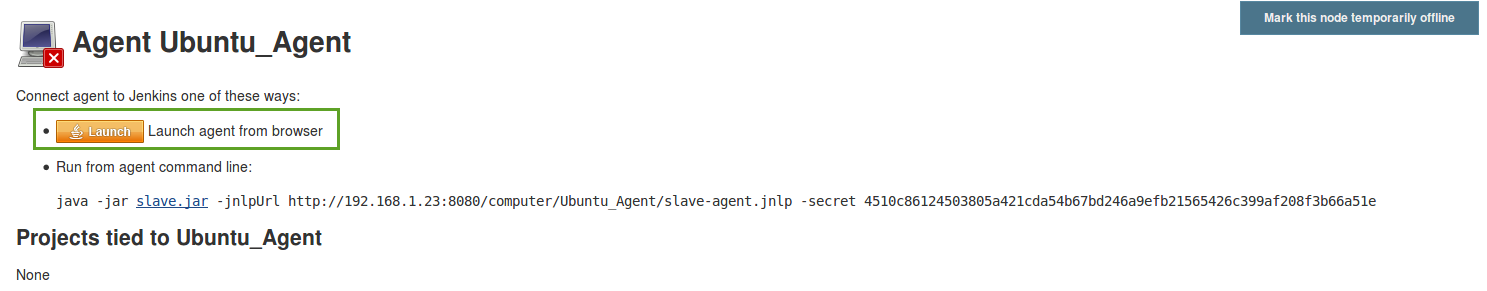 Mark this node temporarily offline
Agent Ubuntu_Agent
Connect agent to Jenkins one of these ways:
Launch Launch agent from browser
Run from agent command line:
java -jar slave.jar -jnlpUrl http://192.168.1.23:8080/computer/Ubuntu_Agent/slave-agent.jnlp -secret 4510c86124503805a421cda54b67bd246a9efb21565426c399af208f3b66a51e
Projects tied to Ubuntu_Agent
None